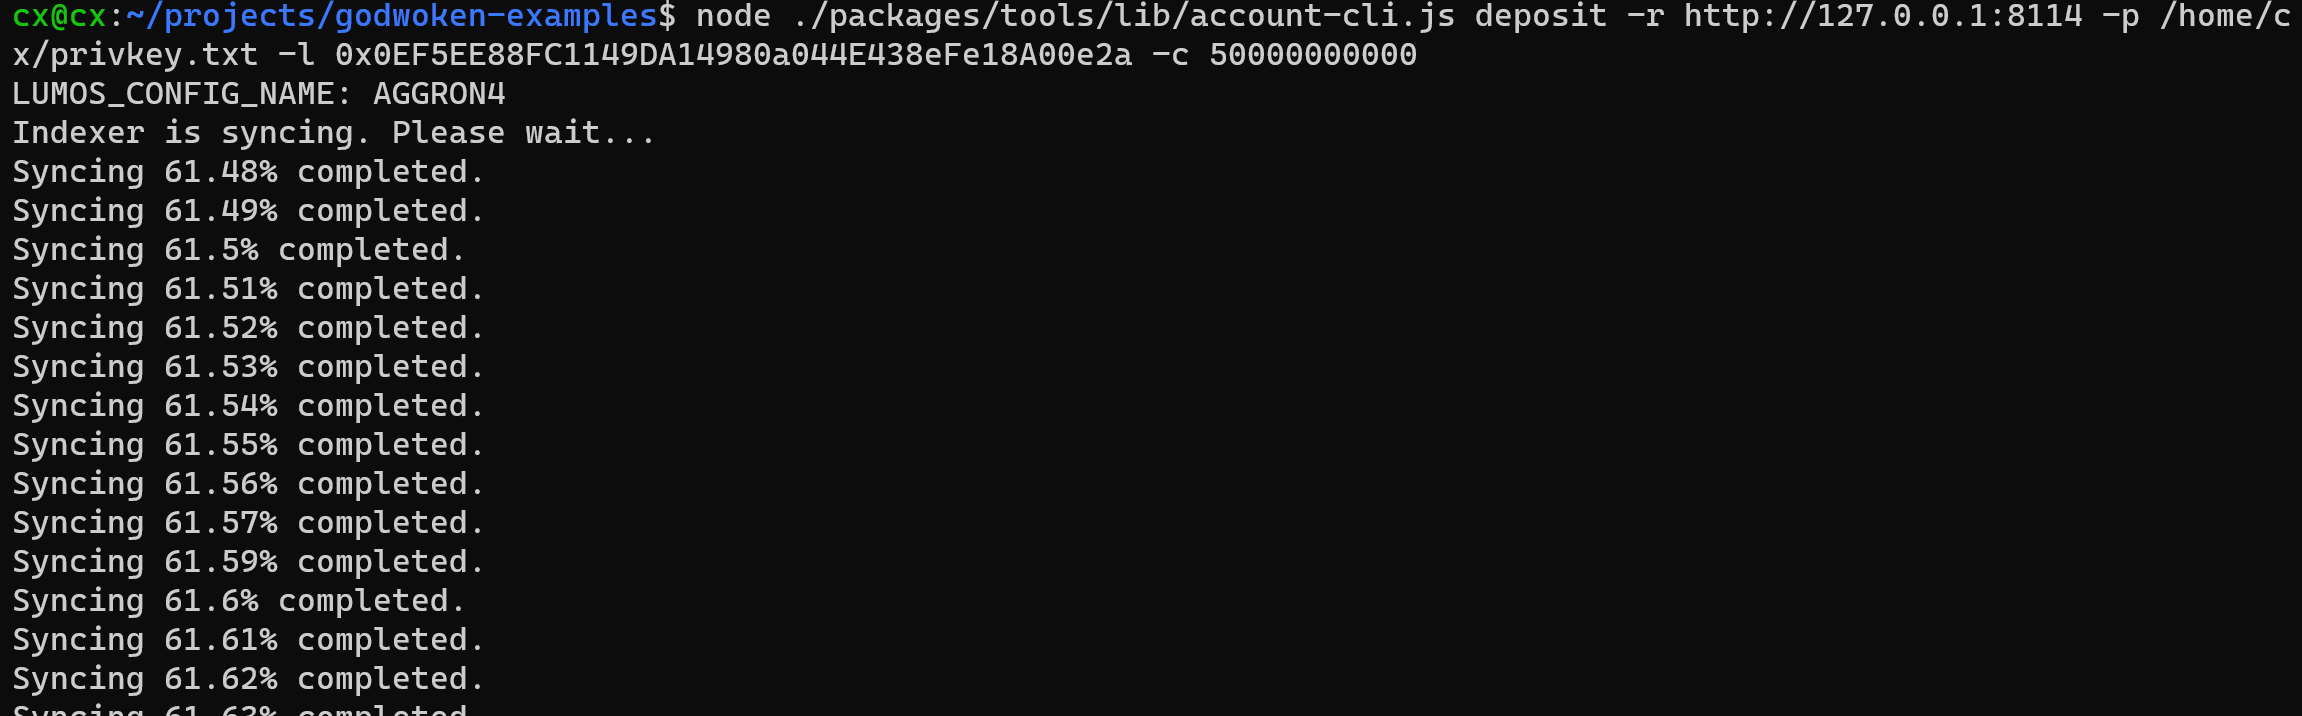 cx@cx:~/projects/godwoken-examples$ node ./packages/tools/lib/account-cli.js deposit -r http://127.0.0.1:8114 -p /home/c
x/privkey.txt -l 0x0EF5EE88FC1149DA14980a044E438eFe18A00e2a -c 50000000000
LUMOS_CONFIG_NAME: AGGRON4
Indexer is syncing. Please wait...
Syncing 61.48% completed.
Syncing 61.49% completed.
Syncing 61.5% completed.
Syncing 61.51% completed.
Syncing 61.52% completed.
Syncing 61.53% completed.
Syncing 61.54% completed.
Syncing 61.55% completed.
Syncing 61.56% completed.
Syncing 61.57% completed.
Syncing 61.59% completed.
Syncing 61.6% completed.
Syncing 61.61% completed.
Syncing 61.62% completed.
Syncing 61.63% completed